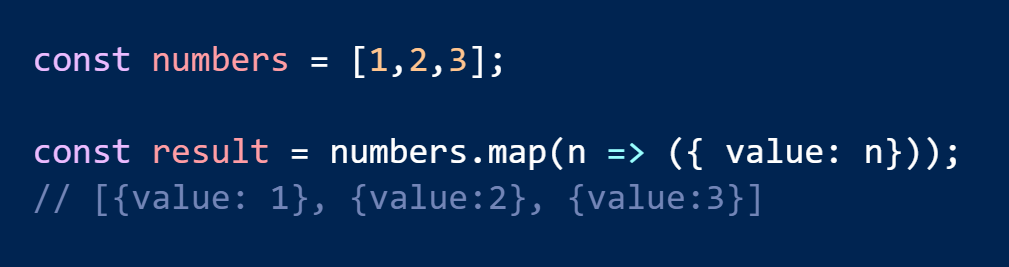 const numbers = [1,2,3];
const result = numbers.map(n => ({ value: n}));
// [{value: 1}, {value:2}, {value:3}]